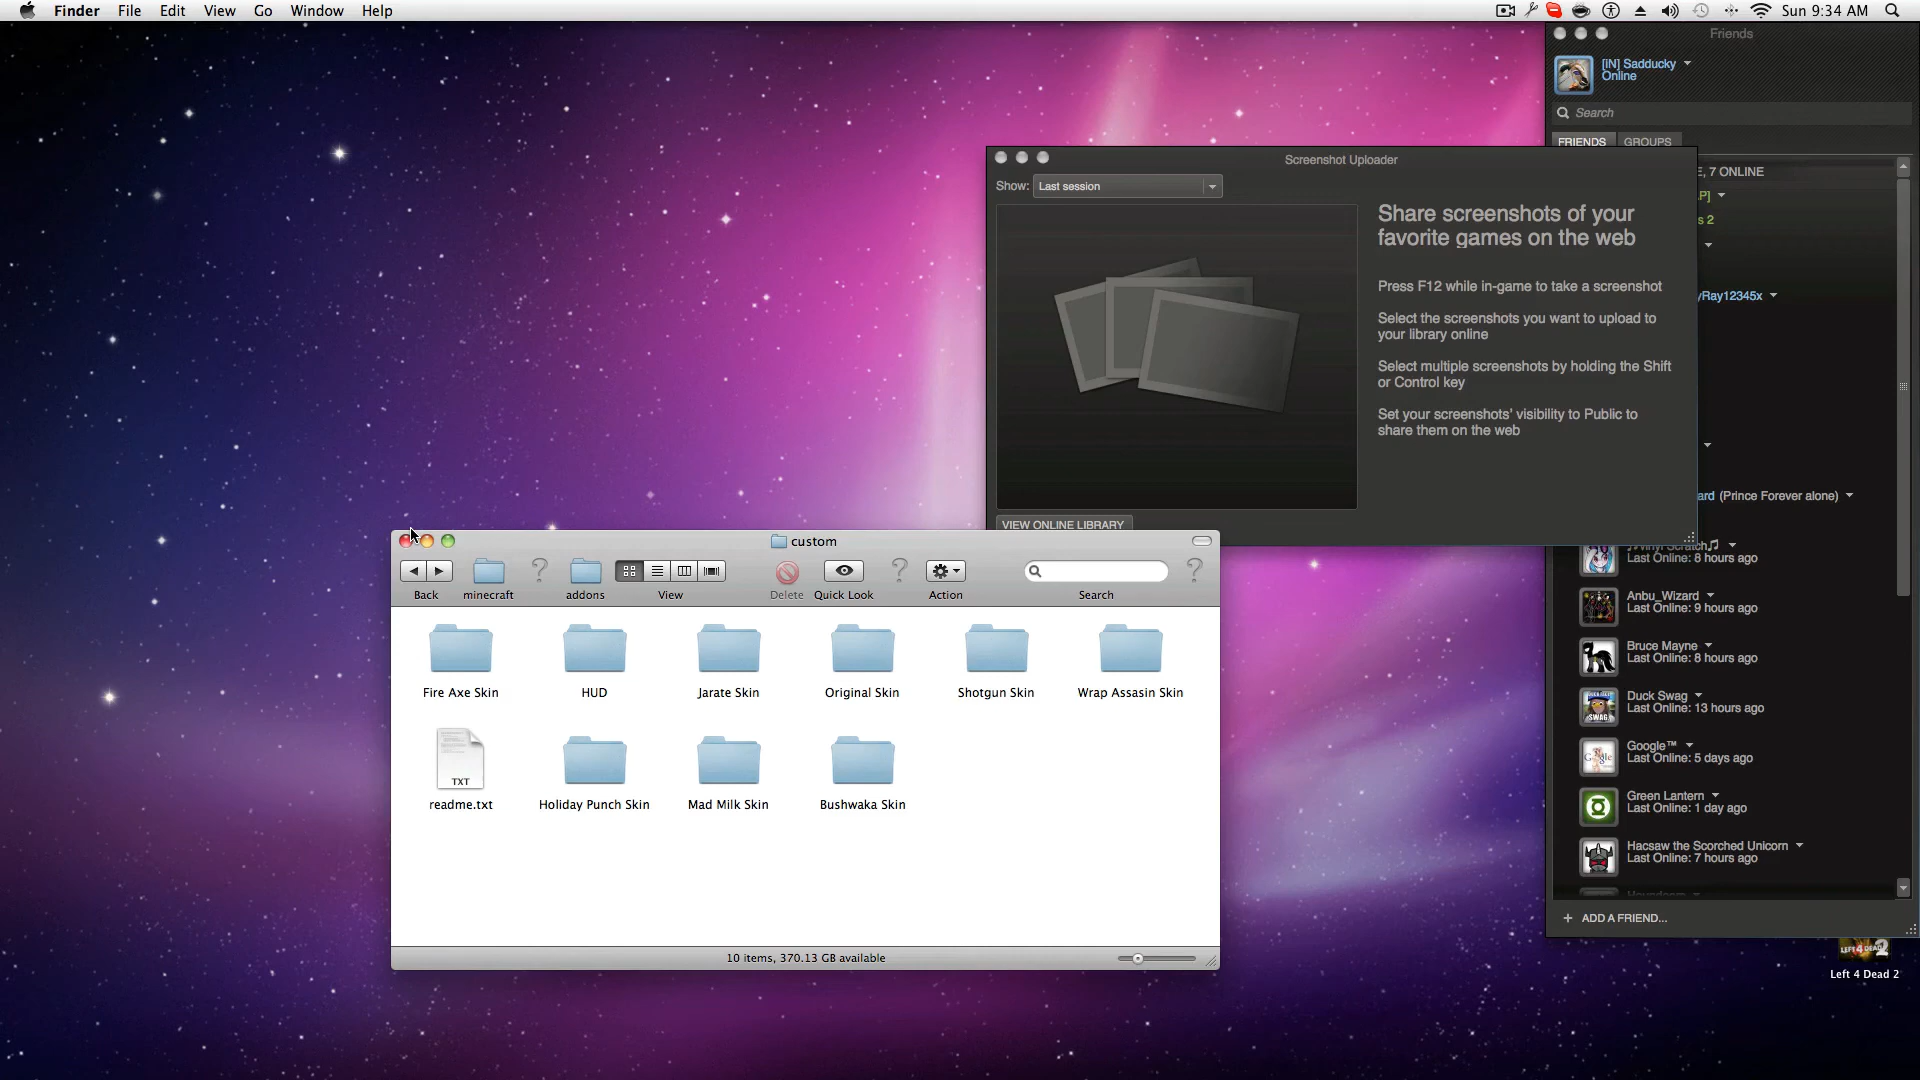 Finder File Edit View Go Window Help
Sun 9:34 AM
Friends
[IN] Sadducky
Online
Search
FRIENDS GROUPS
E, 7 ONLINE
P]
s 2
yRay12345x
ard (Prince Forever alone)
Screenshot Uploader
Show: Last session
Share screenshots of your
favorite games on the web
Press F12 while in-game to take a screenshot
Select the screenshots you want to upload to
your library online
Select multiple screenshots by holding the Shift
or Control key
Set your screenshots' visibility to Public to
share them on the web
VIEW ONLINE LIBRARY
custom
Back minecraft addons View Delete Quick Look Action Search
Fire Axe Skin HUD Jarate Skin Original Skin Shotgun Skin Wrap Assasin Skin
TXT
readme.txt Holiday Punch Skin Mad Milk Skin Bushwaka Skin
10 items, 370.13 GB available
♫Vinyl Scratch♫
Last Online: 8 hours ago
Anbu_Wizard
Last Online: 9 hours ago
Bruce Mayne
Last Online: 8 hours ago
SWAG
Duck Swag
Last Online: 13 hours ago
Google
Google™
Last Online: 5 days ago
Green Lantern
Last Online: 1 day ago
Hacsaw the Scorched Unicorn
Last Online: 7 hours ago
+ ADD A FRIEND...
LEFT 4 DEAD 2
Left 4 Dead 2